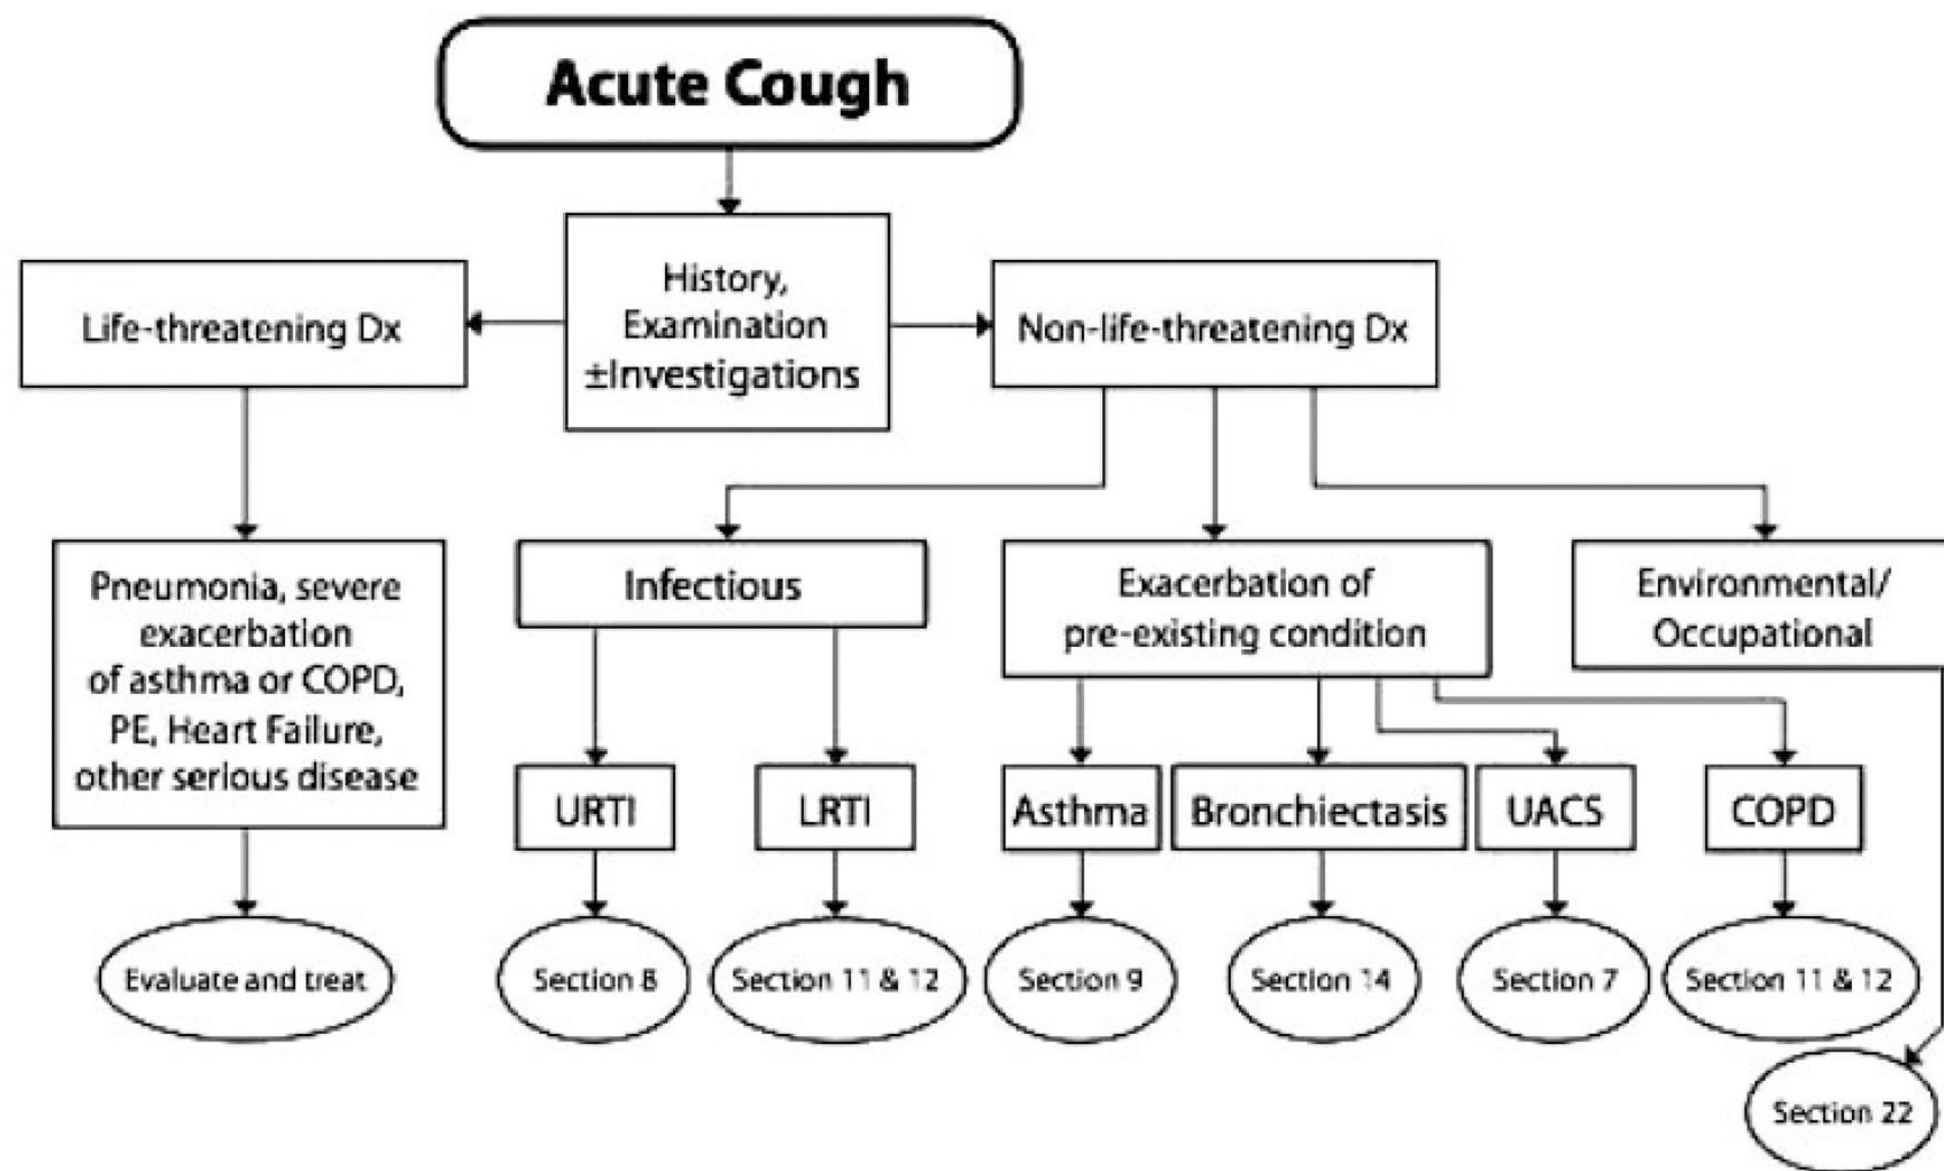 Acute Cough
History,
Examination
±Investigations
Life-threatening Dx
Non-life-threatening Dx
Pneumonia, severe
exacerbation
of asthma or COPD,
PE, Heart Failure,
other serious disease
Infectious
Exacerbation of
pre-existing condition
Environmental/
Occupational
URTI
LRTI
Asthma
Bronchiectasis
UACS
COPD
Evaluate and treat
Section 8
Section 11 & 12
Section 9
Section 14
Section 7
Section 11 & 12
Section 22